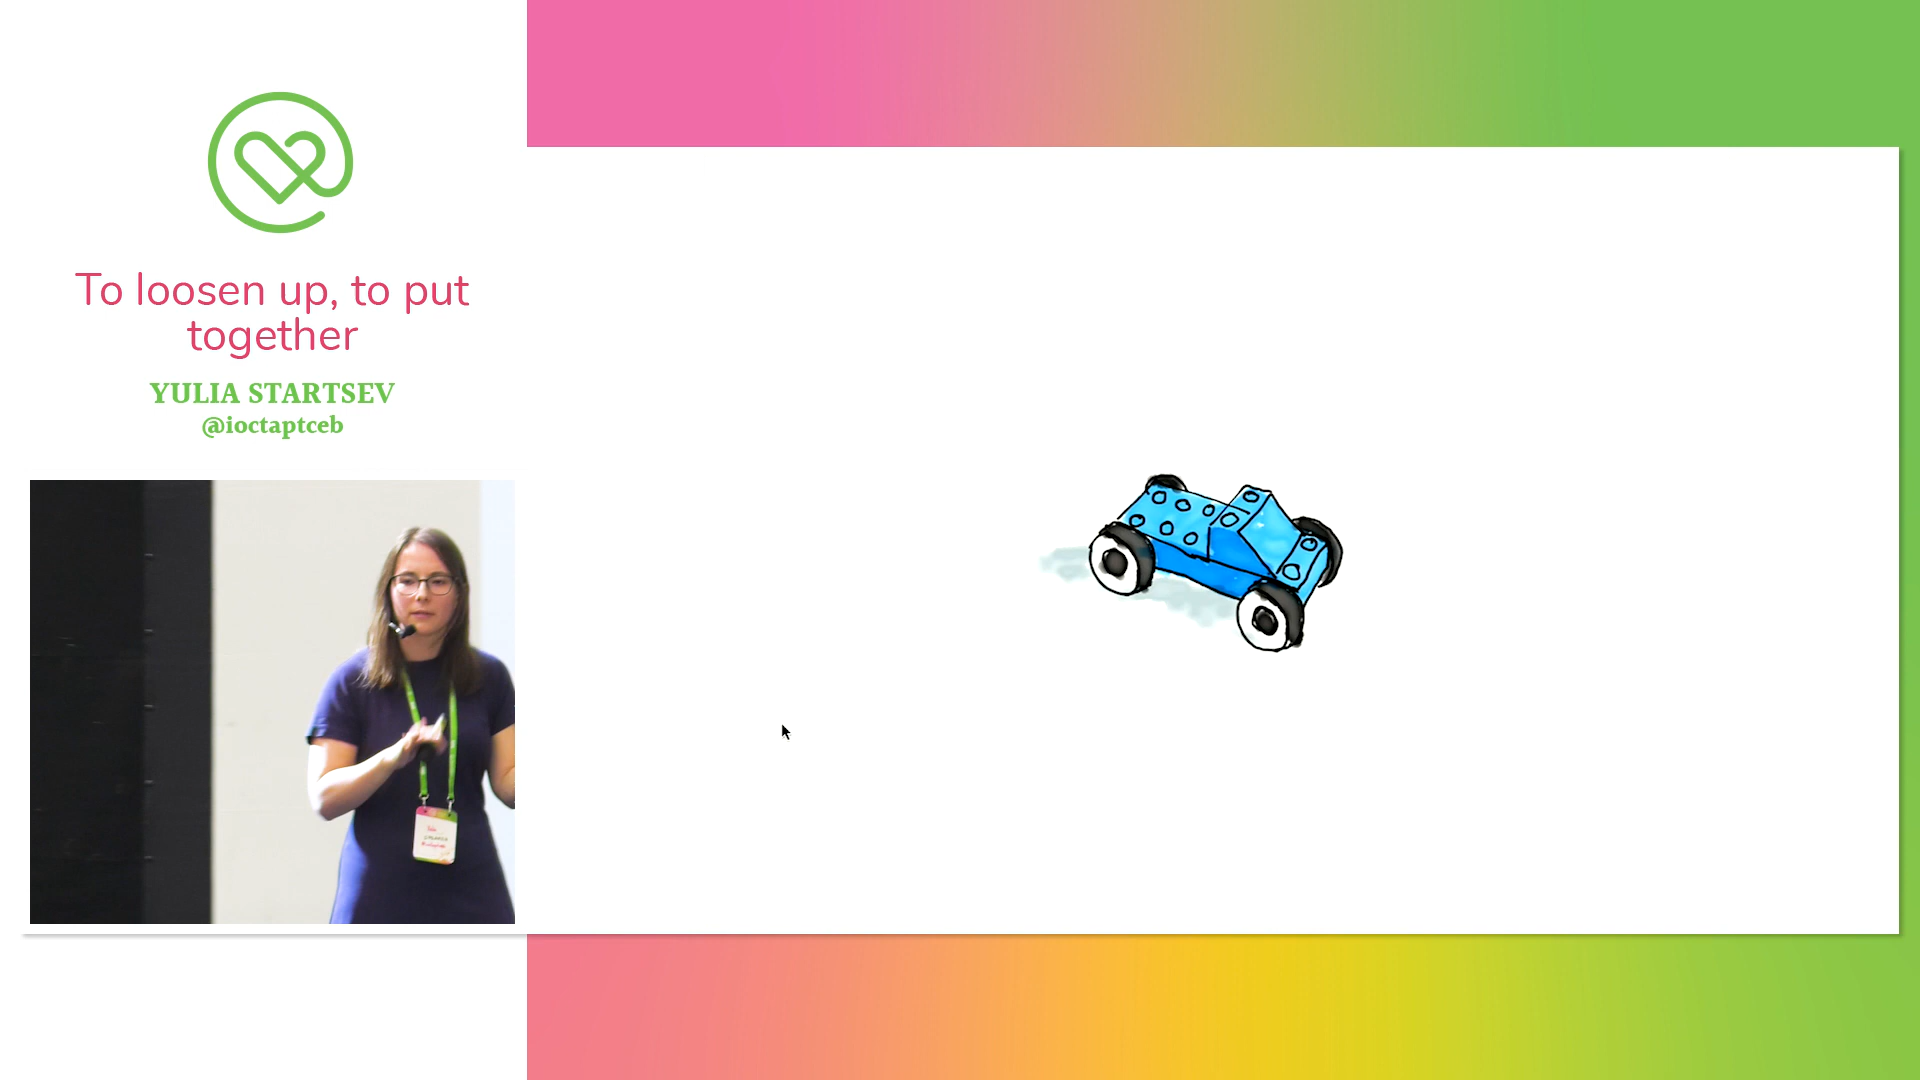 To loosen up, to put
together
YULIA STARTSEV
@ioctaptceb